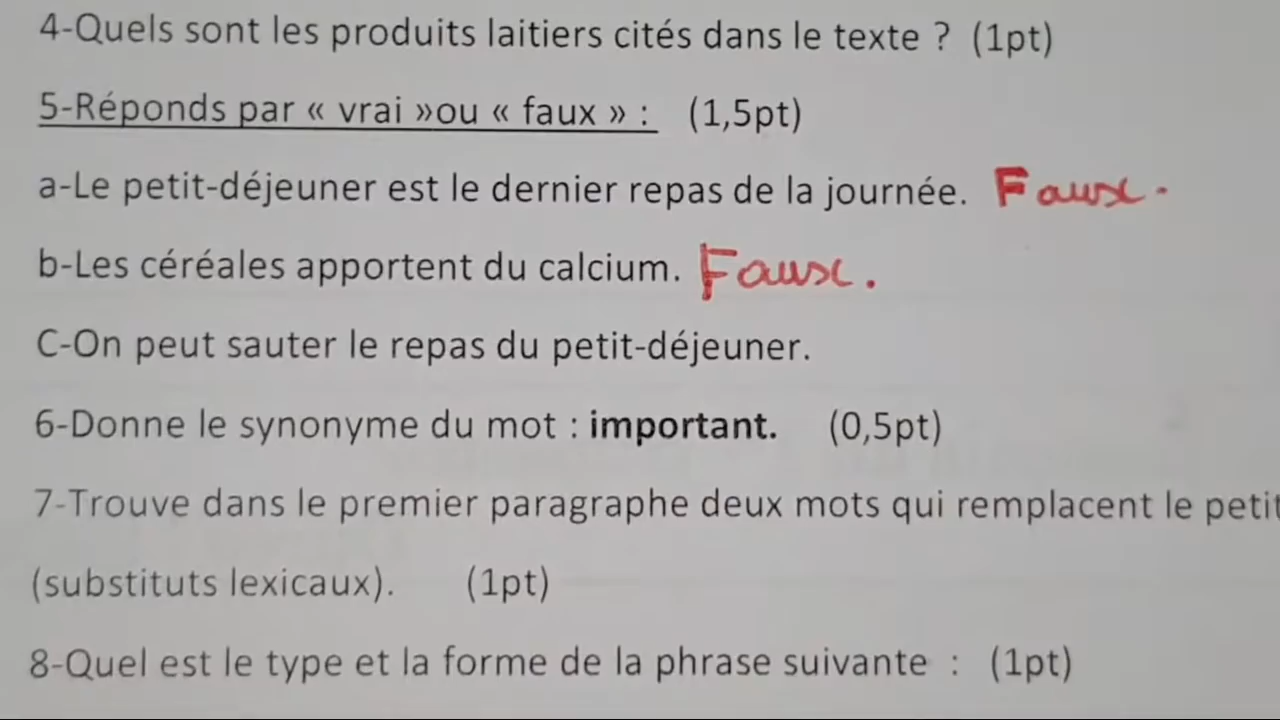 4-Quels sont les produits laitiers cités dans le texte ? (1pt)
5-Réponds par « vrai »ou « faux » : (1,5pt)
a-Le petit-déjeuner est le dernier repas de la journée. Faux.
b-Les céréales apportent du calcium. Faux.
C-On peut sauter le repas du petit-déjeuner.
6-Donne le synonyme du mot : important. (0,5pt)
7-Trouve dans le premier paragraphe deux mots qui remplacent le petit
(substituts lexicaux). (1pt)
8-Quel est le type et la forme de la phrase suivante : (1pt)